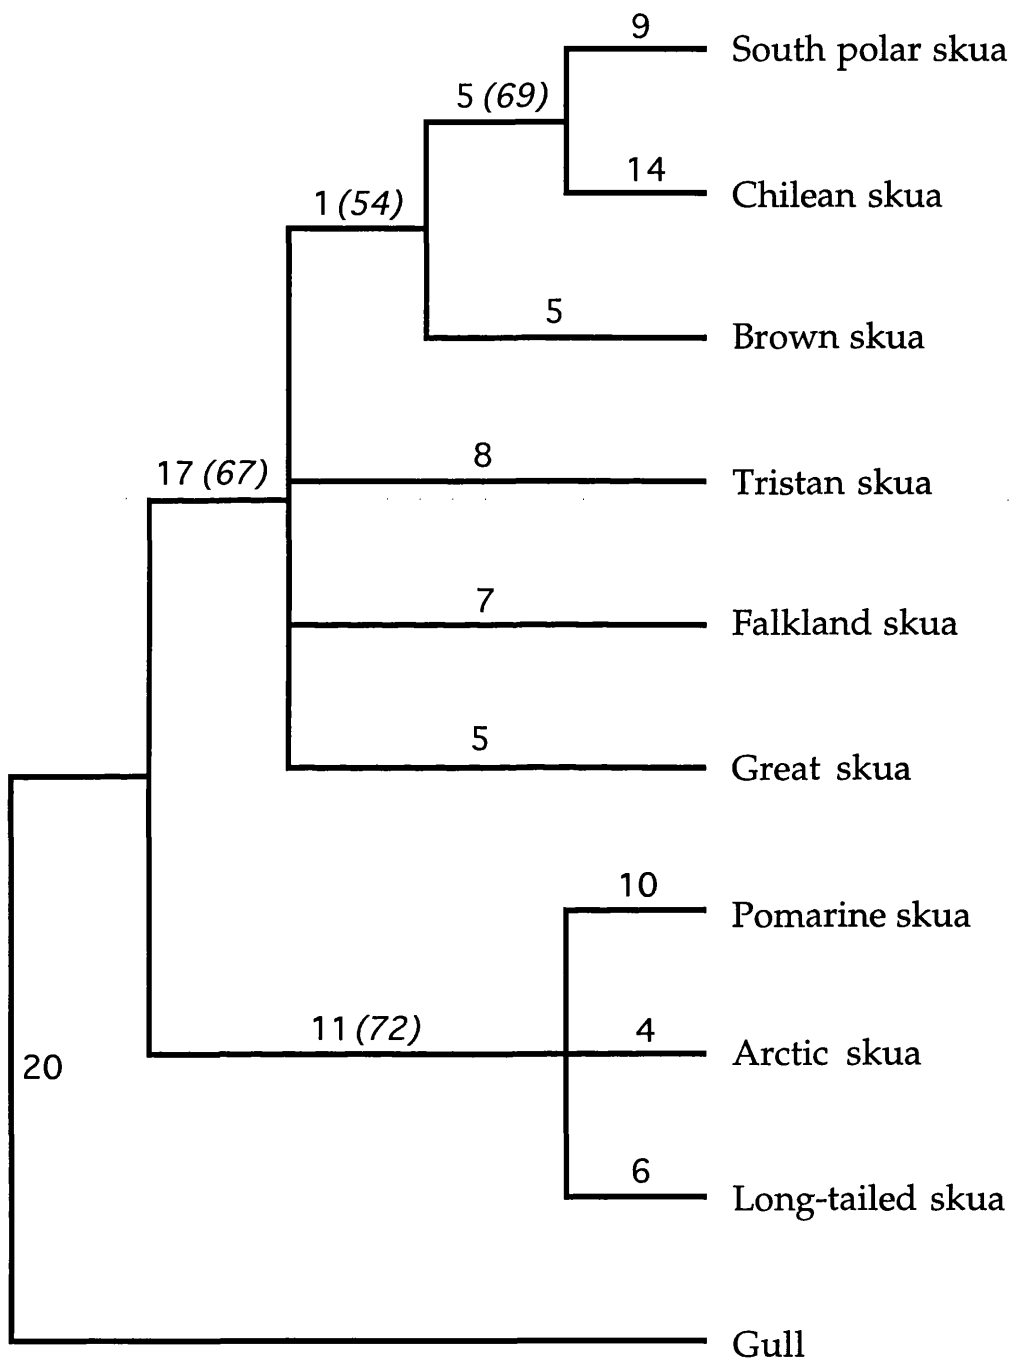 9
South polar skua
5 (69)
14
Chilean skua
1 (54)
5
Brown skua
8
17 (67)
Tristan skua
7
Falkland skua
5
Great skua
10
Pomarine skua
11 (72)
4
Arctic skua
20
6
Long-tailed skua
Gull